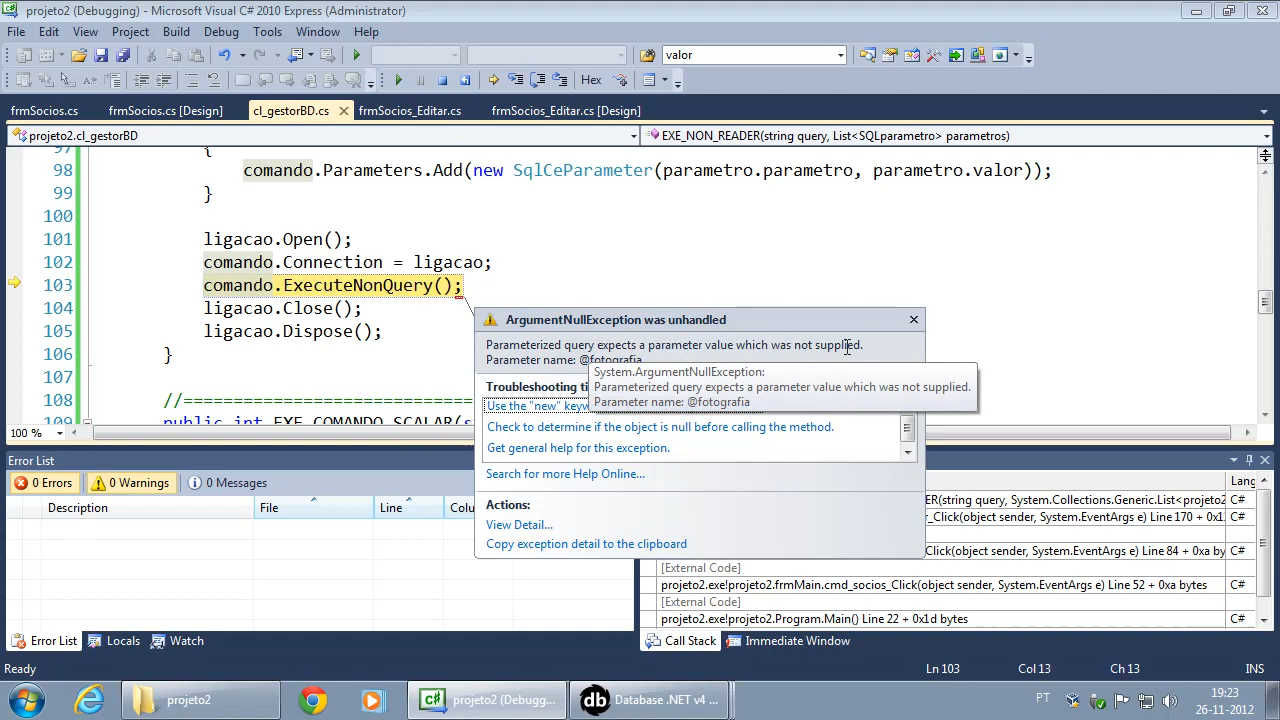 projeto2 (Debugging) - Microsoft Visual C# 2010 Express (Administrator)
File Edit View Project Build Debug Tools Window Help
valor
Hex
frmSocios.cs frmSocios.cs [Design] cl_gestorBD.cs frmSocios_Editar.cs frmSocios_Editar.cs [Design]
projeto2.cl_gestorBD EXE_NON_READER(string query, List<SQLparametro> parametros)
97 {
98 comando.Parameters.Add(new SqlCeParameter(parametro.parametro, parametro.valor));
99 }
100
101 ligacao.Open();
102 comando.Connection = ligacao;
103 comando.ExecuteNonQuery();
104 ligacao.Close();
105 ligacao.Dispose();
106 }
107
108 //=============================
109 public int EXE_COMANDO_SCALAR(s
100 %
ArgumentNullException was unhandled
Parameterized query expects a parameter value which was not supplied.
Parameter name: @fotografia
System.ArgumentNullException:
Parameterized query expects a parameter value which was not supplied.
Parameter name: @fotografia
Troubleshooting ti
Use the "new" keyw
Check to determine if the object is null before calling the method.
Get general help for this exception.
Search for more Help Online...
Actions:
View Detail...
Copy exception detail to the clipboard
Error List
0 Errors 0 Warnings 0 Messages
Description File Line Colu
Lang
ER(string query, System.Collections.Generic.List<projeto2 C#
r_Click(object sender, System.EventArgs e) Line 170 + 0x1 C#
Click(object sender, System.EventArgs e) Line 84 + 0xa by C#
[External Code]
projeto2.exe!projeto2.frmMain.cmd_socios_Click(object sender, System.EventArgs e) Line 52 + 0xa bytes C#
[External Code]
projeto2.exe!projeto2.Program.Main() Line 22 + 0x1d bytes C#
Error List Locals Watch
Call Stack Immediate Window
Ready Ln 103 Col 13 Ch 13 INS
projeto2 projeto2 (Debugg... db Database .NET v4 ... PT 19:23
26-11-2012